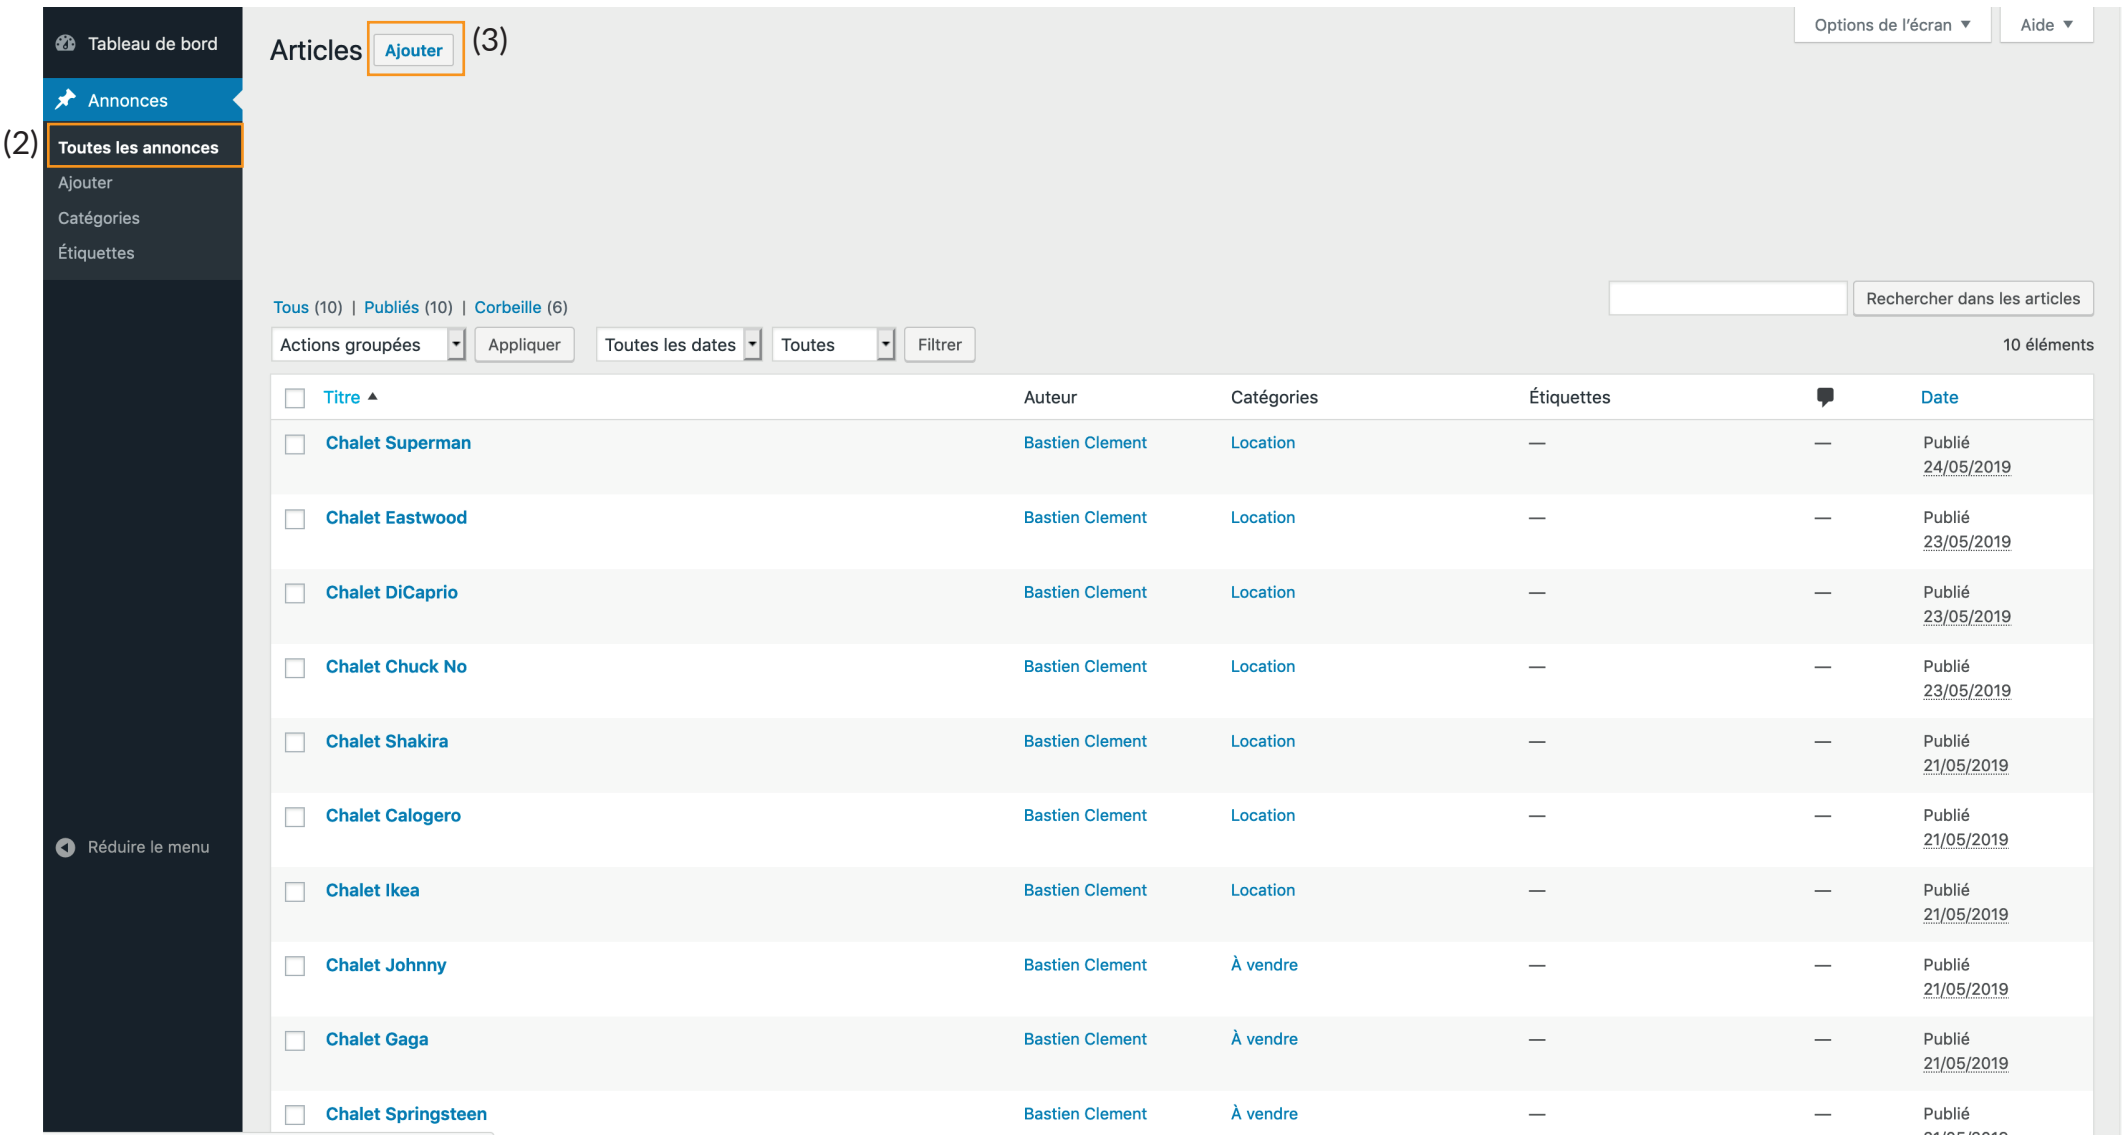 Tableau de bord
Annonces
(2) Toutes les annonces
Ajouter
Catégories
Étiquettes
Réduire le menu
Articles Ajouter (3)
Options de l'écran ▼ Aide ▼
Tous (10) | Publiés (10) | Corbeille (6)
Rechercher dans les articles
Actions groupées Appliquer Toutes les dates Toutes Filtrer 10 éléments
Titre Auteur Catégories Étiquettes Date
Chalet Superman Bastien Clement Location — — Publié
24/05/2019
Chalet Eastwood Bastien Clement Location — — Publié
23/05/2019
Chalet DiCaprio Bastien Clement Location — — Publié
23/05/2019
Chalet Chuck No Bastien Clement Location — — Publié
23/05/2019
Chalet Shakira Bastien Clement Location — — Publié
21/05/2019
Chalet Calogero Bastien Clement Location — — Publié
21/05/2019
Chalet Ikea Bastien Clement Location — — Publié
21/05/2019
Chalet Johnny Bastien Clement À vendre — — Publié
21/05/2019
Chalet Gaga Bastien Clement À vendre — — Publié
21/05/2019
Chalet Springsteen Bastien Clement À vendre — — Publié